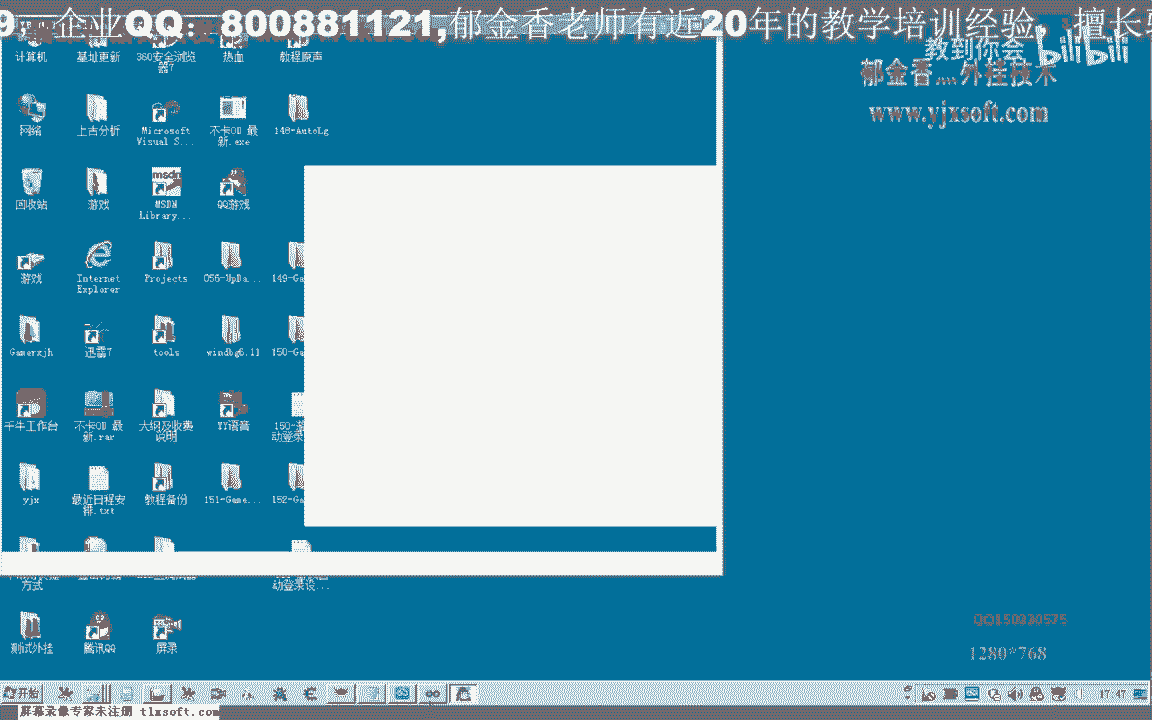 9, 企业QQ: 800881121,郁金香老师有近20年的教学培训经验, 擅长
教到你会 bilibili
郁金香
外挂技术
www.yjxsoft.com
计算机
基址更新
360安全浏览
器7
热血
教程原声
网络
上古分析
Microsoft
Visual S...
不卡OD 最
新.exe
148-AutoLg
回收站
游戏
MSDN
Library...
QQ游戏
游戏
Internet
Explorer
Projects
056-UpDa...
149-Ga
Gamerxjh
迅雷7
tools
windbg6.11
150-Ga
千牛工作台
不卡OD 最
新.rar
大纲及收费
说明
YY语音
150-游
动登录
yjx
最近日程安
排.txt
教程备份
151-Game...
152-Ga
方式
动登录设...
测试外挂
腾讯QQ
屏录
QQ150330575
1280*768
开始
17:47
屏幕录像专家未注册 tlxsoft.com